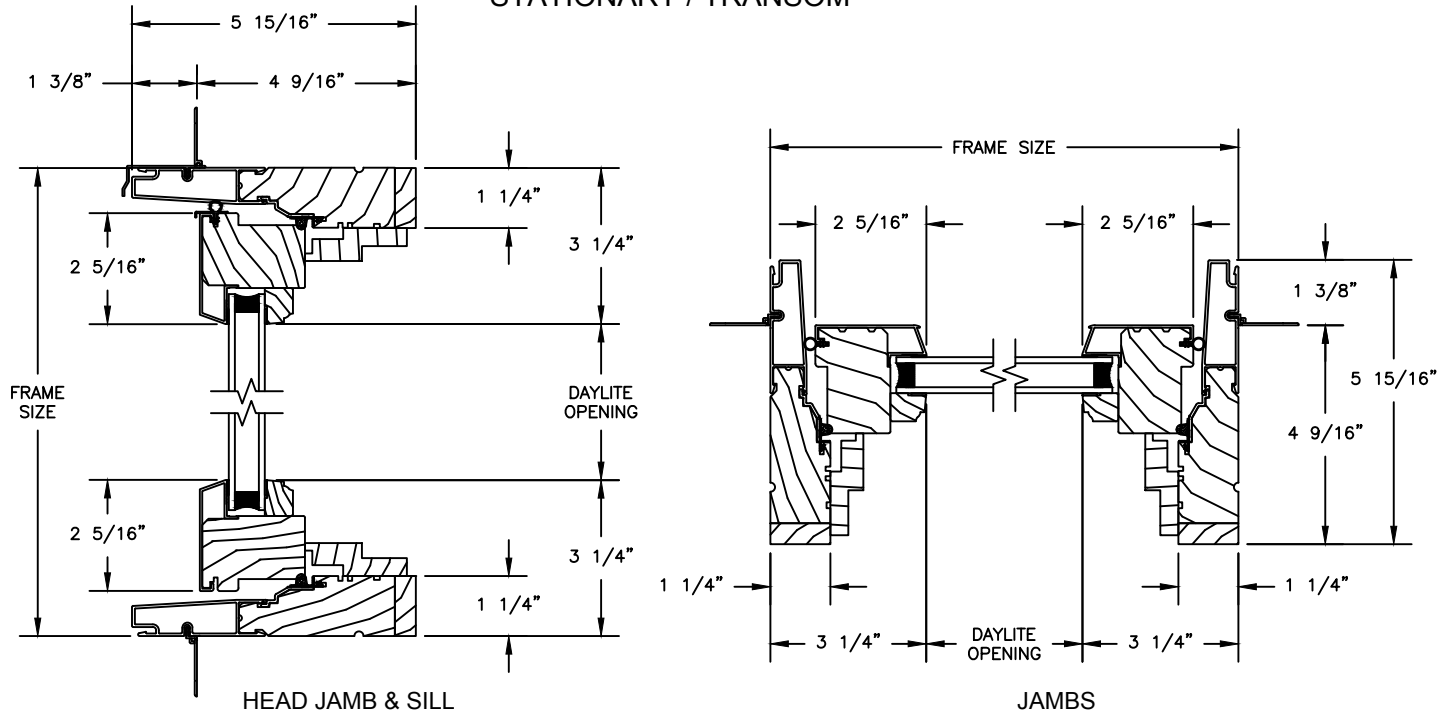 STATIONARY / TRANSOM
5 15/16"
1 3/8"
4 9/16"
1 1/4"
3 1/4"
2 5/16"
FRAME
SIZE
DAYLITE
OPENING
2 5/16"
3 1/4"
1 1/4"
HEAD JAMB & SILL
FRAME SIZE
2 5/16"
2 5/16"
1 3/8"
5 15/16"
4 9/16"
1 1/4"
1 1/4"
3 1/4"
DAYLITE
OPENING
3 1/4"
JAMBS